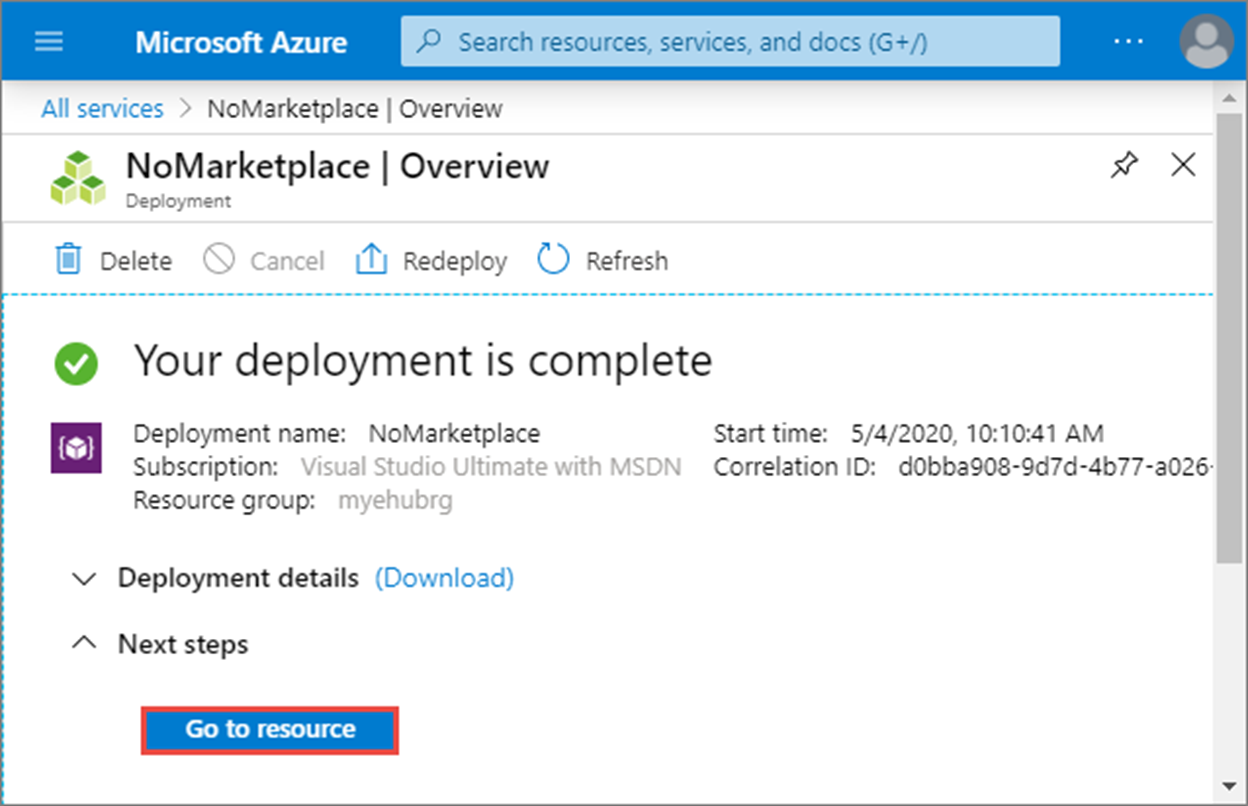 Microsoft Azure Search resources, services, and docs (G+/) ...
All services > NoMarketplace | Overview
NoMarketplace | Overview
Deployment
Delete Cancel Redeploy Refresh
Your deployment is complete
Deployment name: NoMarketplace Start time: 5/4/2020, 10:10:41 AM
Subscription: Visual Studio Ultimate with MSDN Correlation ID: d0bba908-9d7d-4b77-a026-
Resource group: myehubrg
Deployment details (Download)
Next steps
Go to resource